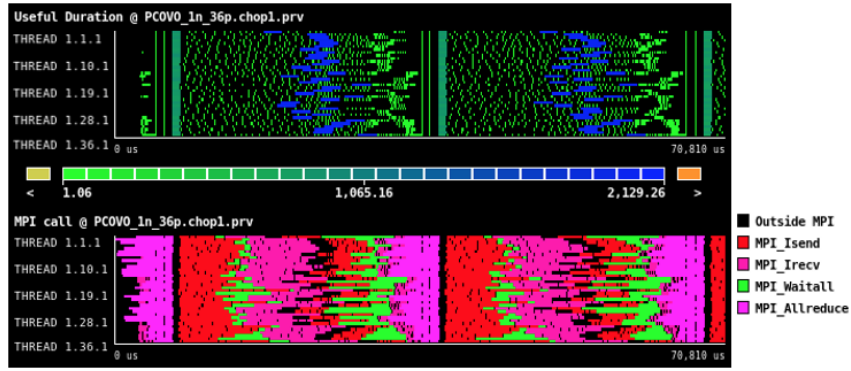 Useful Duration @ PCOVO_1n_36p.chop1.prv
THREAD 1.1.1
THREAD 1.10.1
THREAD 1.19.1
THREAD 1.28.1
THREAD 1.36.1
0 us
70,810 us
< 1.06 1,065.16 2,129.26 >
MPI call @ PCOVO_1n_36p.chop1.prv
THREAD 1.1.1
THREAD 1.10.1
THREAD 1.19.1
THREAD 1.28.1
THREAD 1.36.1
0 us
70,810 us
Outside MPI
MPI_Isend
MPI_Irecv
MPI_Waitall
MPI_Allreduce